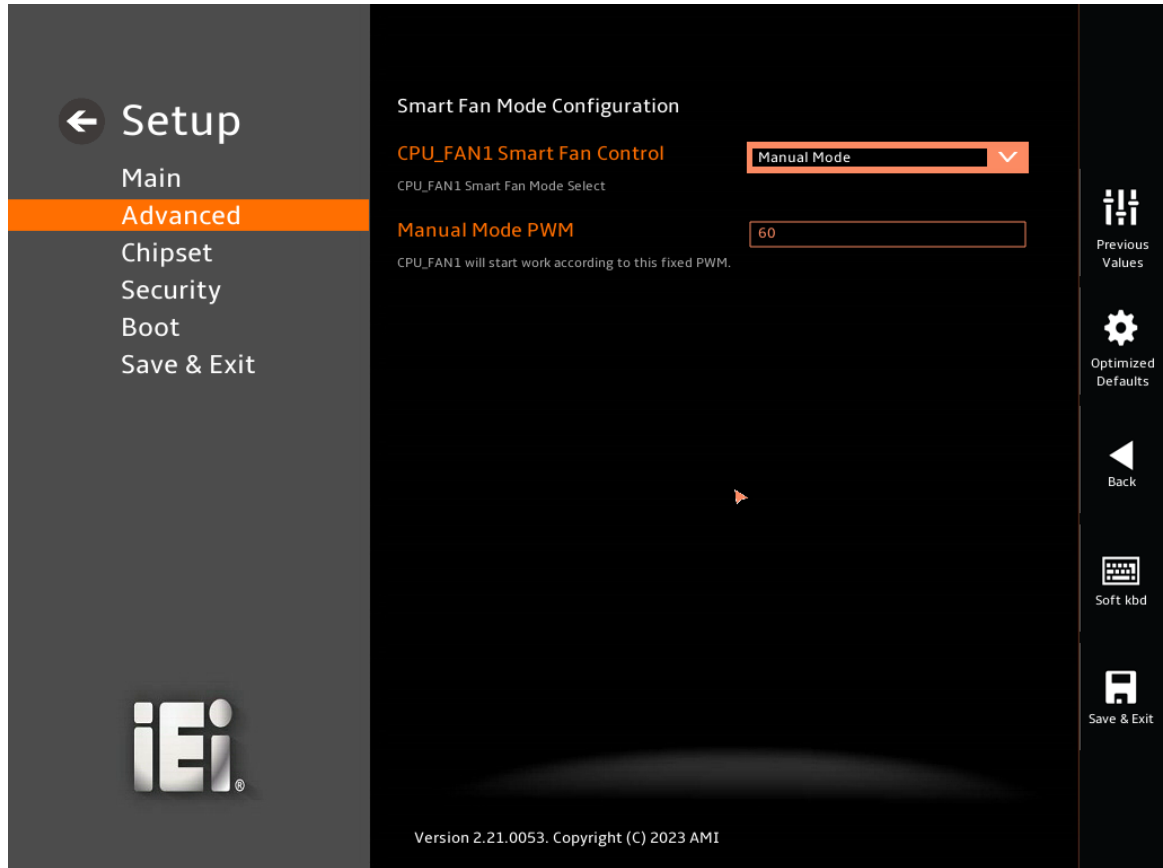 Setup
Main
Advanced
Chipset
Security
Boot
Save & Exit
iEi®
Smart Fan Mode Configuration
CPU_FAN1 Smart Fan Control
Manual Mode
CPU_FAN1 Smart Fan Mode Select
Manual Mode PWM
60
CPU_FAN1 will start work according to this fixed PWM.
Version 2.21.0053. Copyright (C) 2023 AMI
Previous
Values
Optimized
Defaults
Back
Soft kbd
Save & Exit